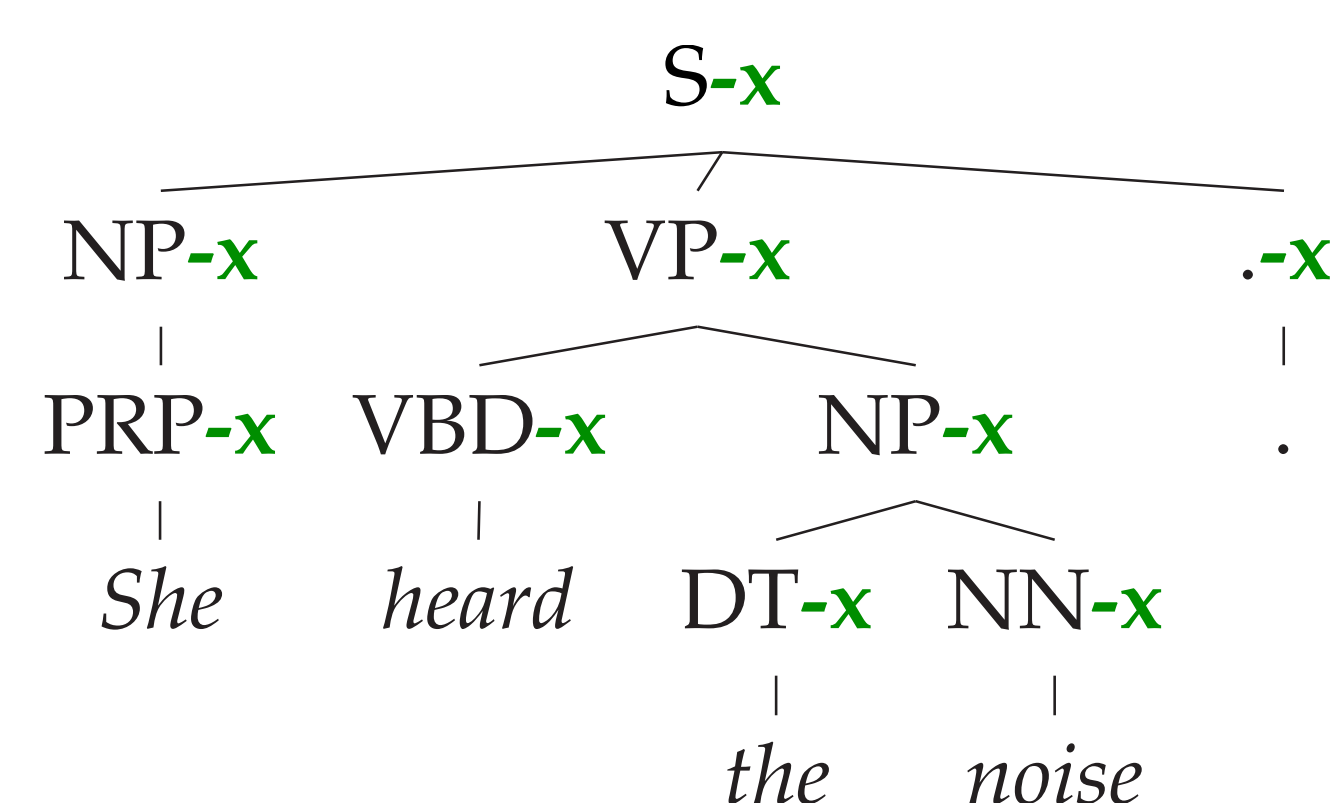 S-x
NP-x VP-x .-x
PRP-x VBD-x NP-x .
She heard DT-x NN-x
the noise